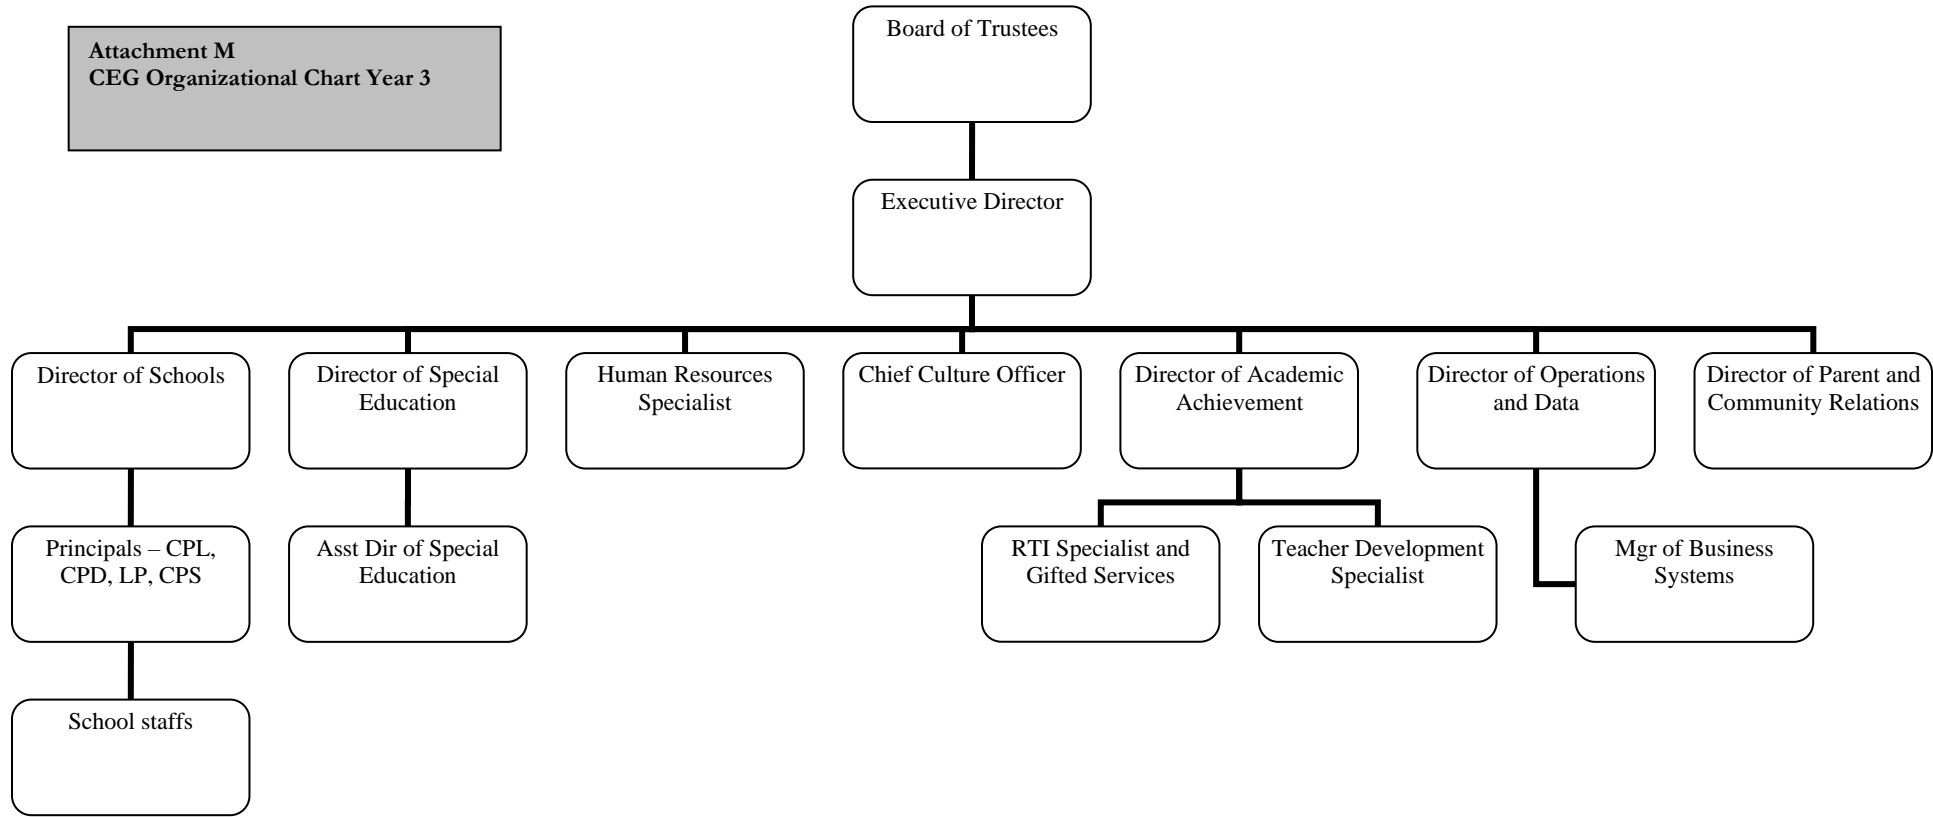 Attachment M
CEG Organizational Chart Year 3
Board of Trustees
Executive Director
Director of Schools
Director of Special
Education
Human Resources
Specialist
Chief Culture Officer
Director of Academic
Achievement
Director of Operations
and Data
Director of Parent and
Community Relations
Principals – CPL,
CPD, LP, CPS
Asst Dir of Special
Education
RTI Specialist and
Gifted Services
Teacher Development
Specialist
Mgr of Business
Systems
School staffs